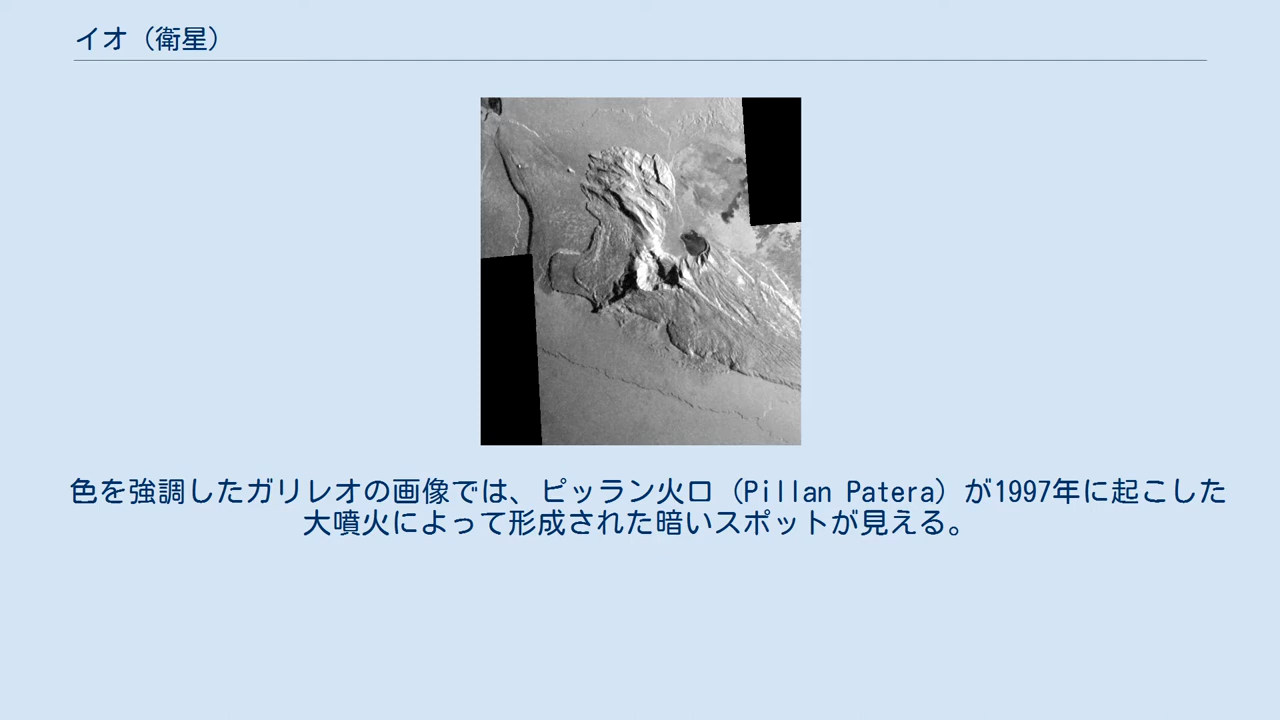 イオ（衛星）
色を強調したガリレオの画像では、ピッラン火口（Pillan Patera）が1997年に起こした
大噴火によって形成された暗いスポットが見える。